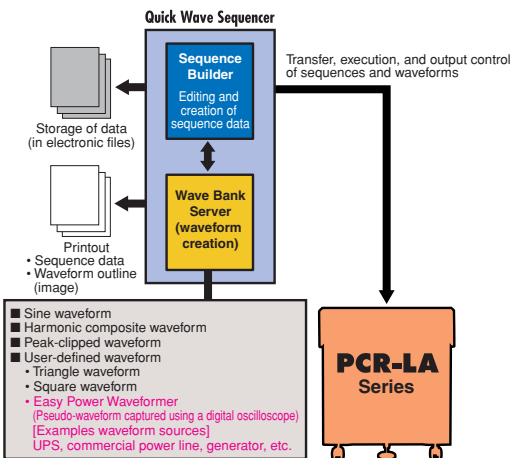 Quick Wave Sequencer
Sequence
Builder
Editing and
creation of
sequence data
Transfer, execution, and output control
of sequences and waveforms
Storage of data
(in electronic files)
Wave Bank
Server
(waveform
creation)
Printout
• Sequence data
• Waveform outline
(image)
■ Sine waveform
■ Harmonic composite waveform
■ Peak-clipped waveform
■ User-defined waveform
• Triangle waveform
• Square waveform
• Easy Power Waveformer
(Pseudo-waveform captured using a digital oscilloscope)
[Examples waveform sources]
UPS, commercial power line, generator, etc.
PCR-LA
Series